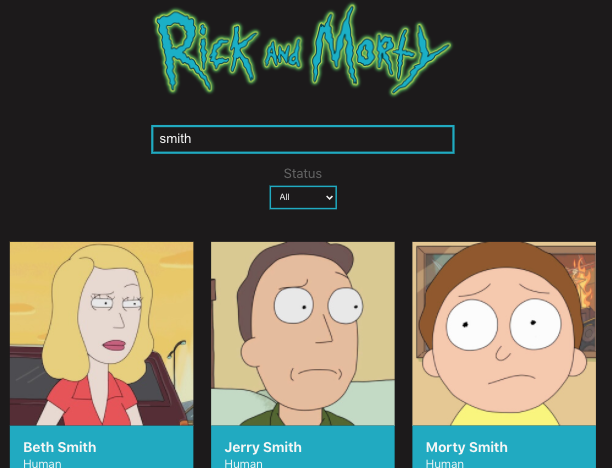 Rick and Morty
smith
Status
All
Beth Smith
Jerry Smith
Morty Smith
Human
Human
Human